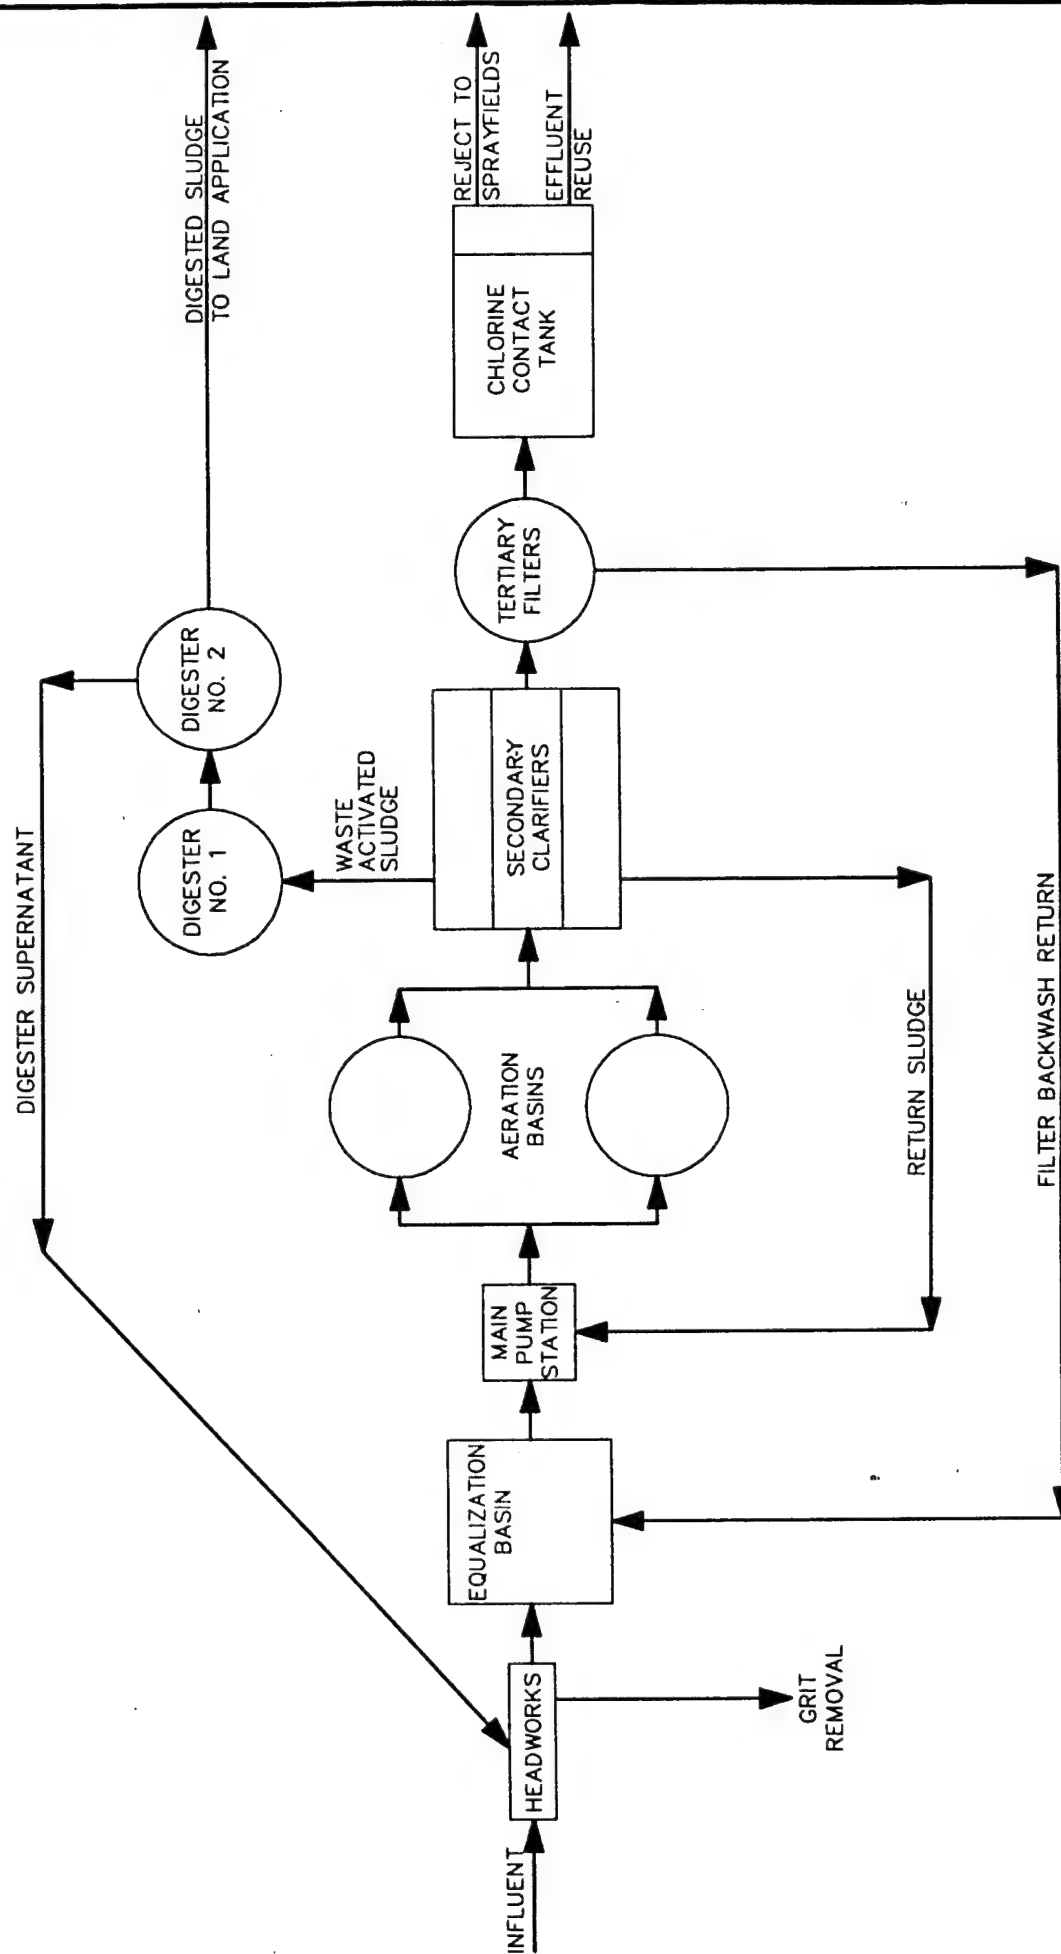 DIGESTER SUPERNATANT
DIGESTED SLUDGE
TO LAND APPLICATION
DIGESTER
NO. 1
DIGESTER
NO. 2
WASTE
ACTIVATED
SLUDGE
INFLUENT
HEADWORKS
GRIT
REMOVAL
EQUALIZATION
BASIN
MAIN
PUMP
STATION
AERATION
BASINS
SECONDARY
CLARIFIERS
TERTIARY
FILTERS
CHLORINE
CONTACT
TANK
REJECT TO
SPRAYFIELDS
EFFLUENT
REUSE
RETURN SLUDGE
FILTER BACKWASH RETURN